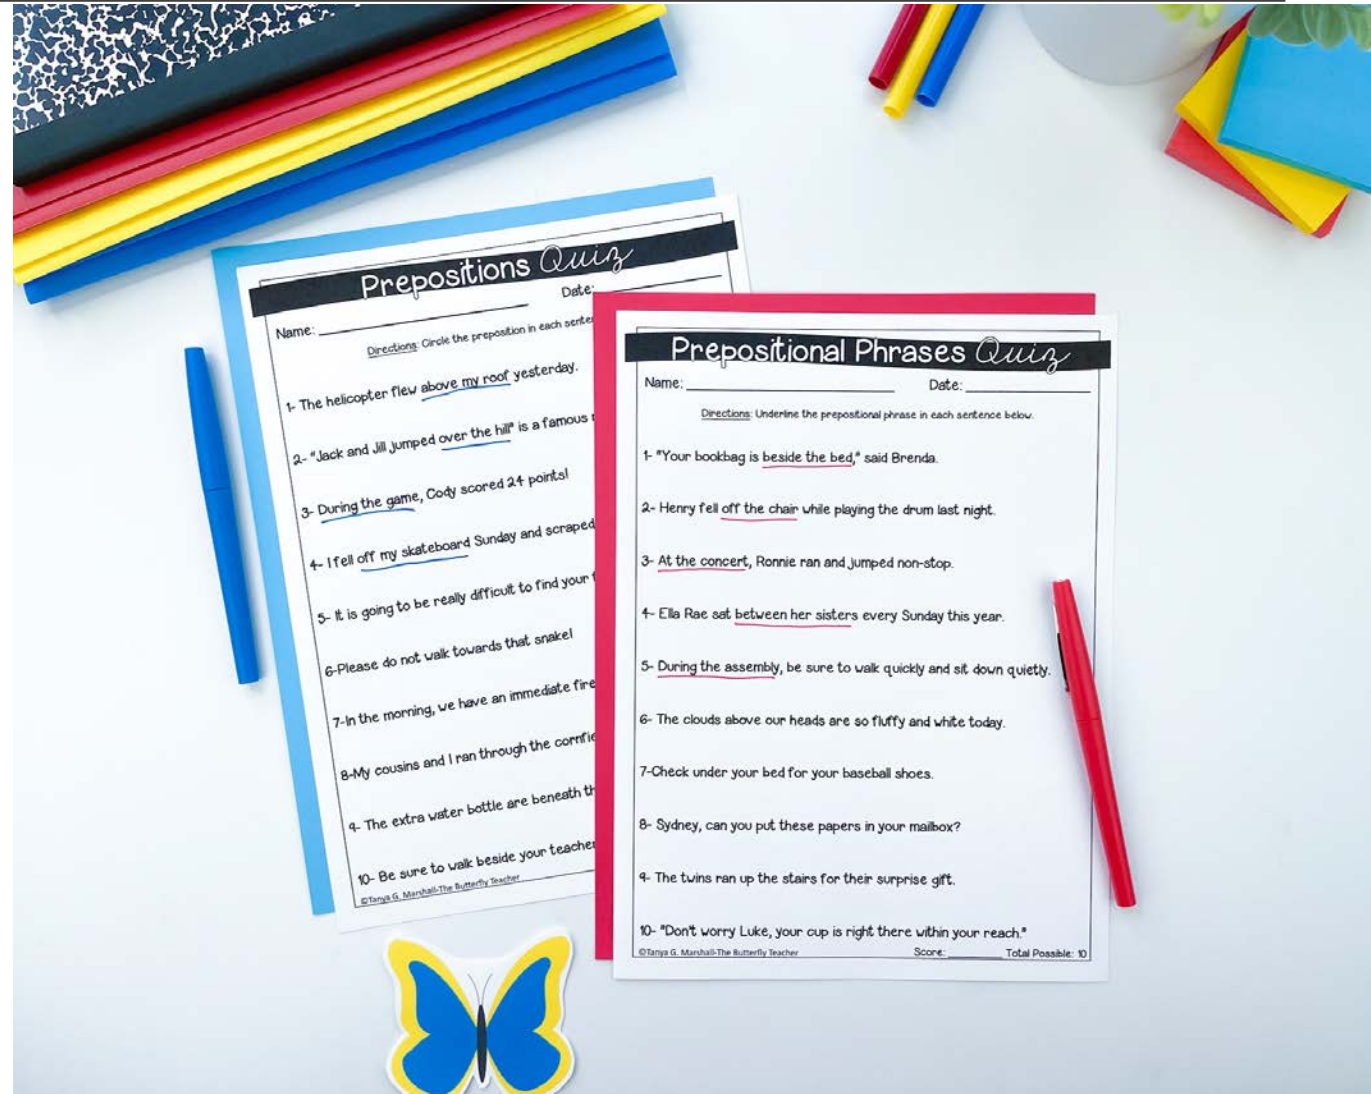 Prepositions Quiz
Name: Date:
Directions: Circle the preposition in each
1- The helicopter flew above my roof yesterday.
2- "Jack and Jill jumped over the hill" is a famous
3- During the game, Cody scored 24 points!
4- I fell off my skateboard Sunday and scraped
5- It is going to be really difficult to find your
6-Please do not walk towards that snake!
7-In the morning, we have an immediate fire
8-My cousins and I ran through the
9- The extra water bottle are beneath
10- Be sure to walk beside your
©Tanya G. Marshall-The Butterfly Teacher
Prepositional Phrases Quiz
Name: Date:
Directions: Underline the prepositional phrase in each sentence below.
1- "Your bookbag is beside the bed," said Brenda.
2- Henry fell off the chair while playing the drum last night.
3- At the concert, Ronnie ran and jumped non-stop.
4- Ella Rae sat between her sisters every Sunday this year.
5- During the assembly, be sure to walk quickly and sit down quietly.
6- The clouds above our heads are so fluffy and white today.
7-Check under your bed for your baseball shoes.
8- Sydney, can you put these papers in your mailbox?
9- The twins ran up the stairs for their surprise gift.
10- "Don't worry Luke, your cup is right there within your reach."
©Tanya G. Marshall-The Butterfly Teacher Score: Total Possible: 10